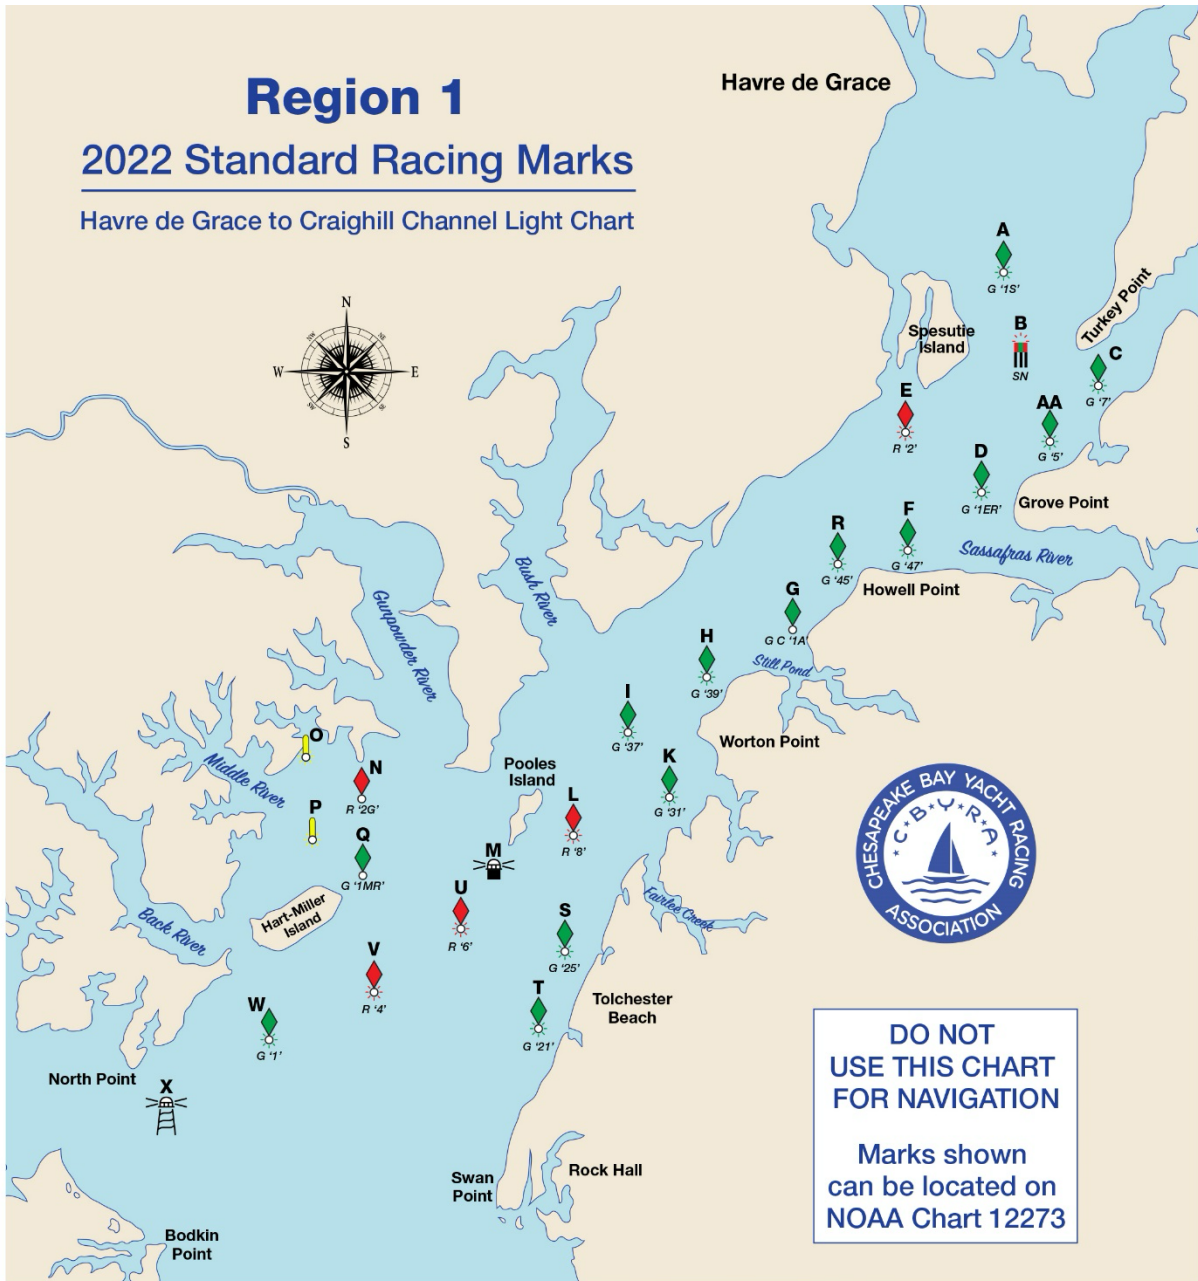 Region 1
2022 Standard Racing Marks
Havre de Grace to Craighill Channel Light Chart
Havre de Grace
A
G '1S'
Turkey Point
B
SN
Spesutie
Island
C
G '7'
E
R '2'
AA
G '5'
D
G '1ER'
Grove Point
N
NW
NE
W
E
SW
SE
S
R
G '45'
F
G '47'
Sassafras River
Howell Point
Bush River
Gunpowder River
G
G C '1A'
H
G '39'
Still Pond
I
G '37'
Worton Point
O
Middle River
N
R '2G'
Pooles
Island
K
G '31'
L
R '8'
P
Q
G '1MR'
M
U
R '6'
Hart-Miller
Island
Back River
S
G '25'
Fairlee Creek
V
R '4'
W
G '1'
T
G '21'
Tolchester
Beach
North Point
X
CHESAPEAKE BAY YACHT RACING
C★B★Y★R★A
ASSOCIATION
DO NOT
USE THIS CHART
FOR NAVIGATION
Marks shown
can be located on
NOAA Chart 12273
Swan
Point
Rock Hall
Bodkin
Point